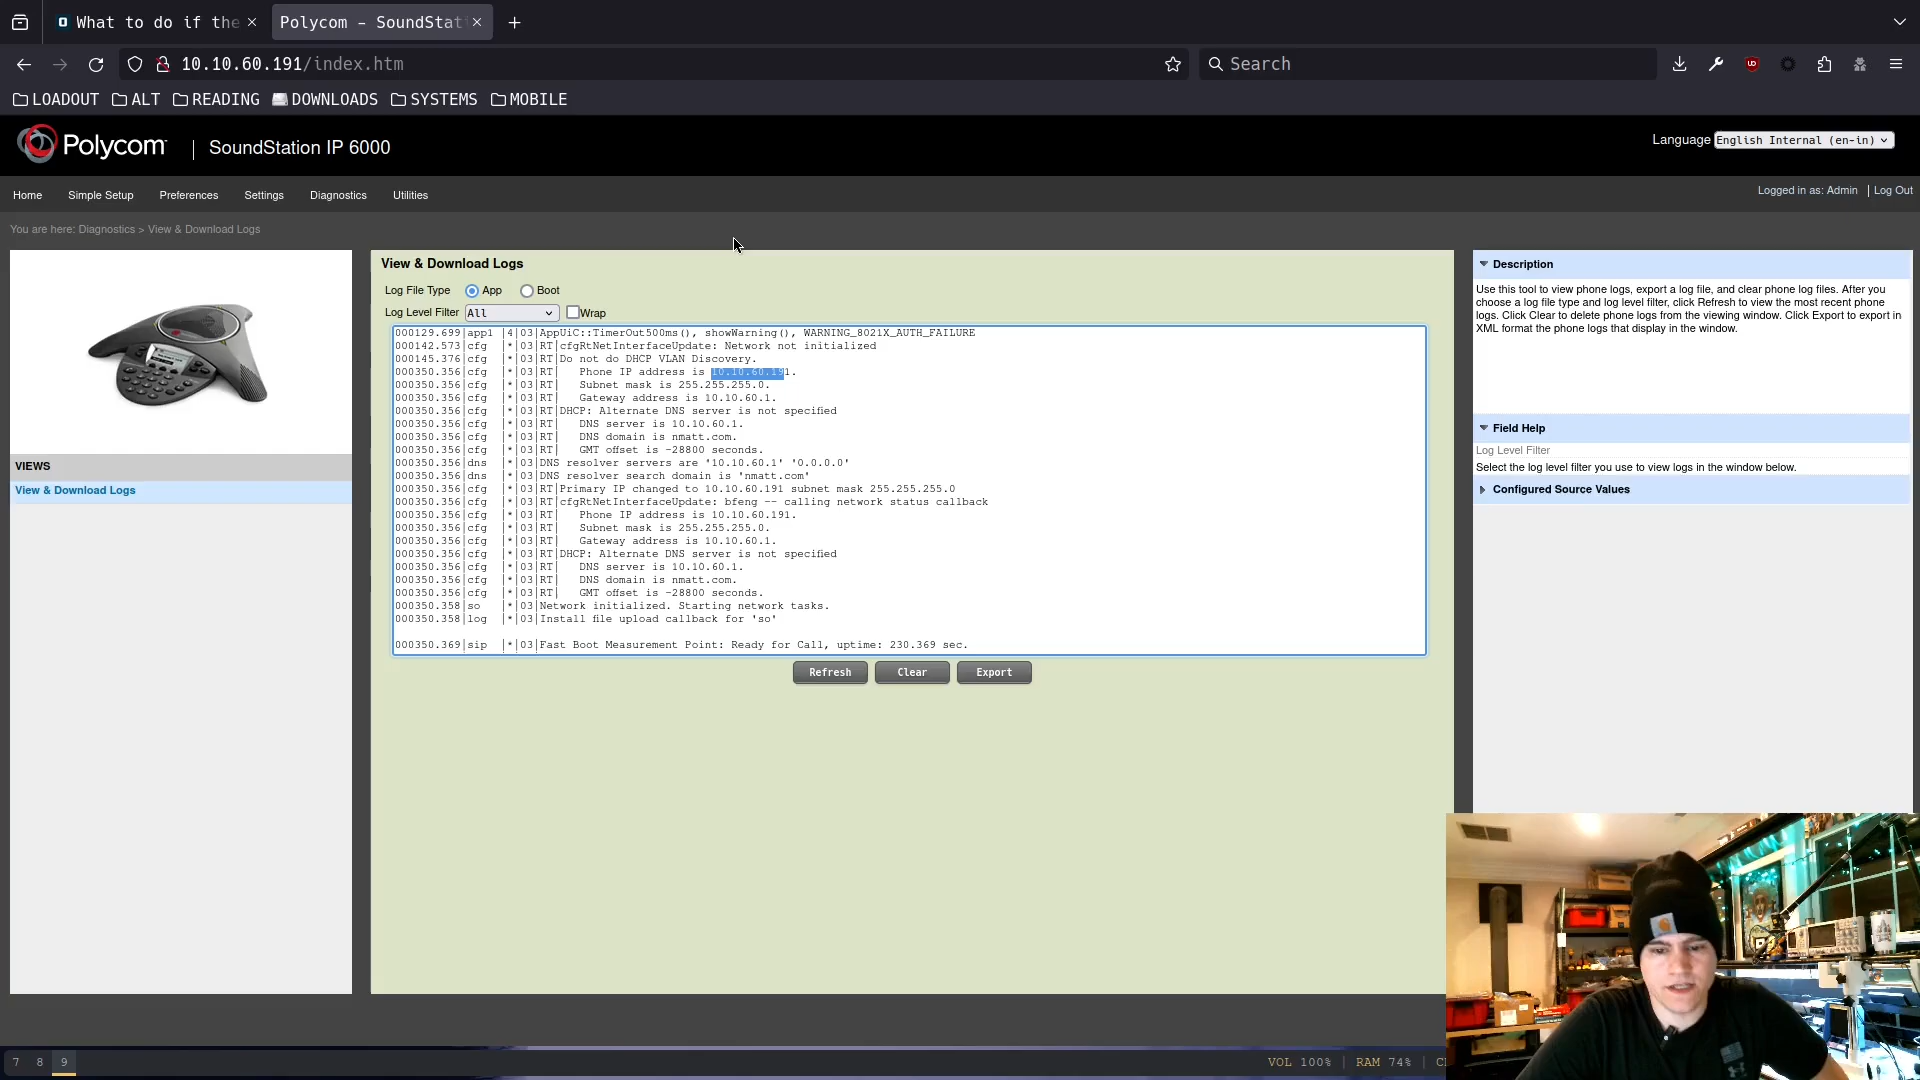 What to do if the
Polycom - SoundStat
10.10.60.191/index.htm
Search
LOADOUT ALT READING DOWNLOADS SYSTEMS MOBILE
Polycom | SoundStation IP 6000
Language English Internal (en-in)
Home Simple Setup Preferences Settings Diagnostics Utilities
Logged in as: Admin | Log Out
You are here: Diagnostics > View & Download Logs
VIEWS
View & Download Logs
View & Download Logs
Log File Type App Boot
Log Level Filter All Wrap
000129.699|app1 |4|03|AppUiC::TimerOut500ms(), showWarning(), WARNING_8021X_AUTH_FAILURE
000142.573|cfg |*|03|RT|cfgRtNetInterfaceUpdate: Network not initialized
000145.376|cfg |*|03|RT|Do not do DHCP VLAN Discovery.
000350.356|cfg |*|03|RT| Phone IP address is 10.10.60.191.
000350.356|cfg |*|03|RT| Subnet mask is 255.255.255.0.
000350.356|cfg |*|03|RT| Gateway address is 10.10.60.1.
000350.356|cfg |*|03|RT|DHCP: Alternate DNS server is not specified
000350.356|cfg |*|03|RT| DNS server is 10.10.60.1.
000350.356|cfg |*|03|RT| DNS domain is nmatt.com.
000350.356|cfg |*|03|RT| GMT offset is -28800 seconds.
000350.356|dns |*|03|DNS resolver servers are '10.10.60.1' '0.0.0.0'
000350.356|dns |*|03|DNS resolver search domain is 'nmatt.com'
000350.356|cfg |*|03|RT|Primary IP changed to 10.10.60.191 subnet mask 255.255.255.0
000350.356|cfg |*|03|RT|cfgRtNetInterfaceUpdate: bfeng -- calling network status callback
000350.356|cfg |*|03|RT| Phone IP address is 10.10.60.191.
000350.356|cfg |*|03|RT| Subnet mask is 255.255.255.0.
000350.356|cfg |*|03|RT| Gateway address is 10.10.60.1.
000350.356|cfg |*|03|RT|DHCP: Alternate DNS server is not specified
000350.356|cfg |*|03|RT| DNS server is 10.10.60.1.
000350.356|cfg |*|03|RT| DNS domain is nmatt.com.
000350.356|cfg |*|03|RT| GMT offset is -28800 seconds.
000350.358|so |*|03|Network initialized. Starting network tasks.
000350.358|log |*|03|Install file upload callback for 'so'
000350.369|sip |*|03|Fast Boot Measurement Point: Ready for Call, uptime: 230.369 sec.
Refresh Clear Export
Description
Use this tool to view phone logs, export a log file, and clear phone log files. After you
choose a log file type and log level filter, click Refresh to view the most recent phone
logs. Click Clear to delete phone logs from the viewing window. Click Export to export in
XML format the phone logs that display in the window.
Field Help
Log Level Filter
Select the log level filter you use to view logs in the window below.
Configured Source Values
7 8 9
VOL 100% | RAM 74% |